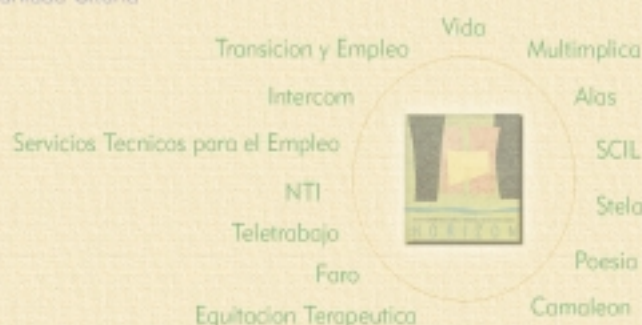 Vida
Transicion y Empleo
Multimplica
Intercom
Alas
Servicios Tecnicos para el Empleo
SCIL
NTI
Stela
Teletrabajo
HORIZON
Poesia
Faro
Camaleon
Equitacion Terapeutica